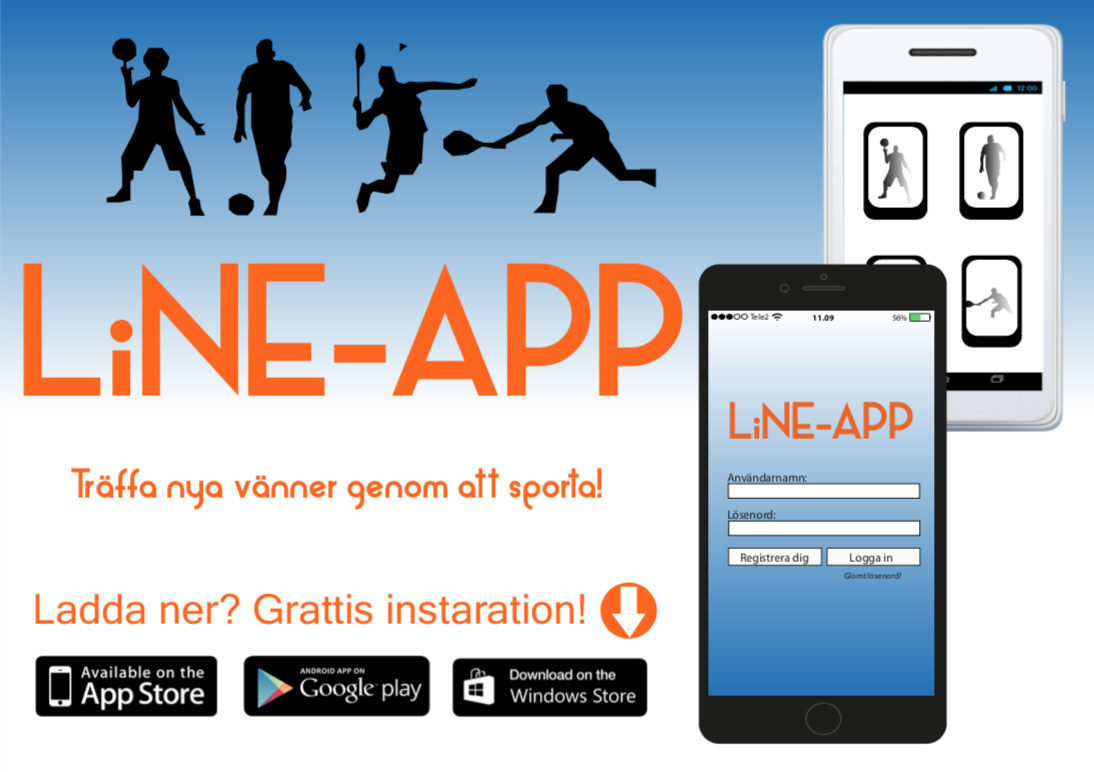 12:00
LiNE-APP
Träffa nya vänner genom att sporta!
Ladda ner? Grattis instaration!
Available on the
App Store
ANDROID APP ON
Google play
Download on the
Windows Store
Tele2 11.09 56%
LiNE-APP
Användarnamn:
Lösenord:
Registrera dig Logga in
Glömt lösenord?